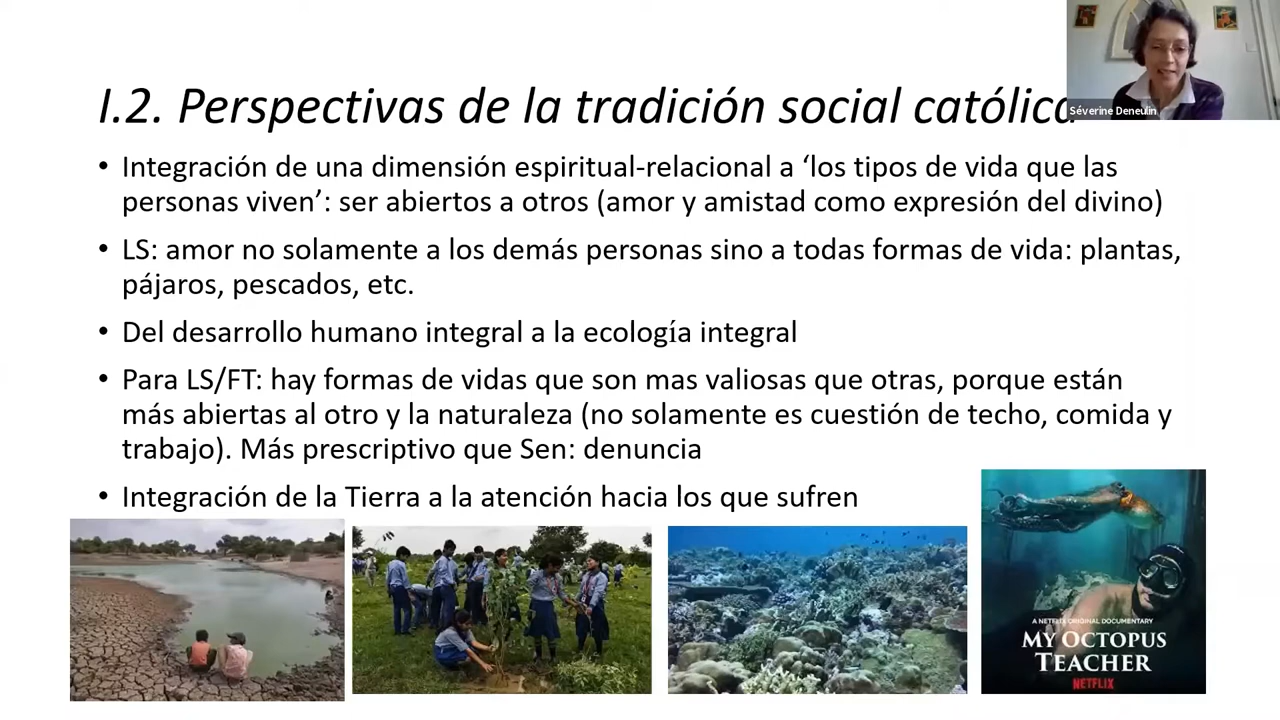 I.2. Perspectivas de la tradición social católica
Séverine Deneulin
• Integración de una dimensión espiritual-relacional a ‘los tipos de vida que las
personas viven’: ser abiertos a otros (amor y amistad como expresión del divino)
• LS: amor no solamente a los demás personas sino a todas formas de vida: plantas,
pájaros, pescados, etc.
• Del desarrollo humano integral a la ecología integral
• Para LS/FT: hay formas de vidas que son mas valiosas que otras, porque están
más abiertas al otro y la naturaleza (no solamente es cuestión de techo, comida y
trabajo). Más prescriptivo que Sen: denuncia
• Integración de la Tierra a la atención hacia los que sufren
A NETFLIX ORIGINAL DOCUMENTARY
MY OCTOPUS
TEACHER
NETFLIX